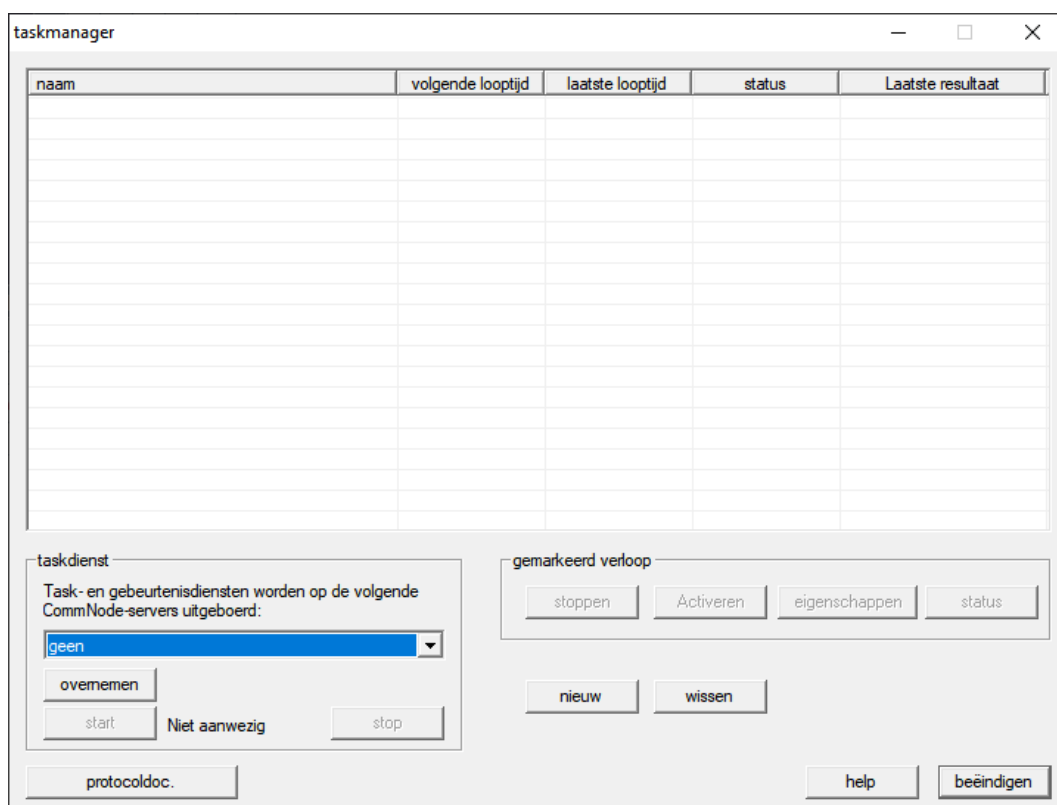 taskmanager
naam volgende looptijd laatste looptijd status Laatste resultaat
taskdienst
Task- en gebeurtenisdiensten worden op de volgende
CommNode-servers uitgeboerd:
geen
overnemen
start Niet aanwezig stop
gemarkeerd verloop
stoppen Activeren eigenschappen status
nieuw wissen
protocoldoc. help beëindigen